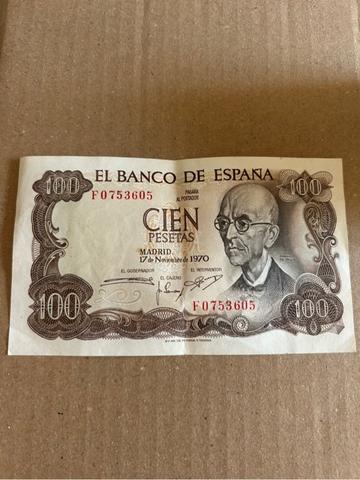 EL BANCO DE ESPAÑA
100
100
F0753605
PAGARÁ
AL PORTADOR
CIEN
PESETAS
MADRID,
17 de Noviembre de 1970
EL GOBERNADOR
EL CAJERO
EL INTERVENTOR
F0753605
100
100